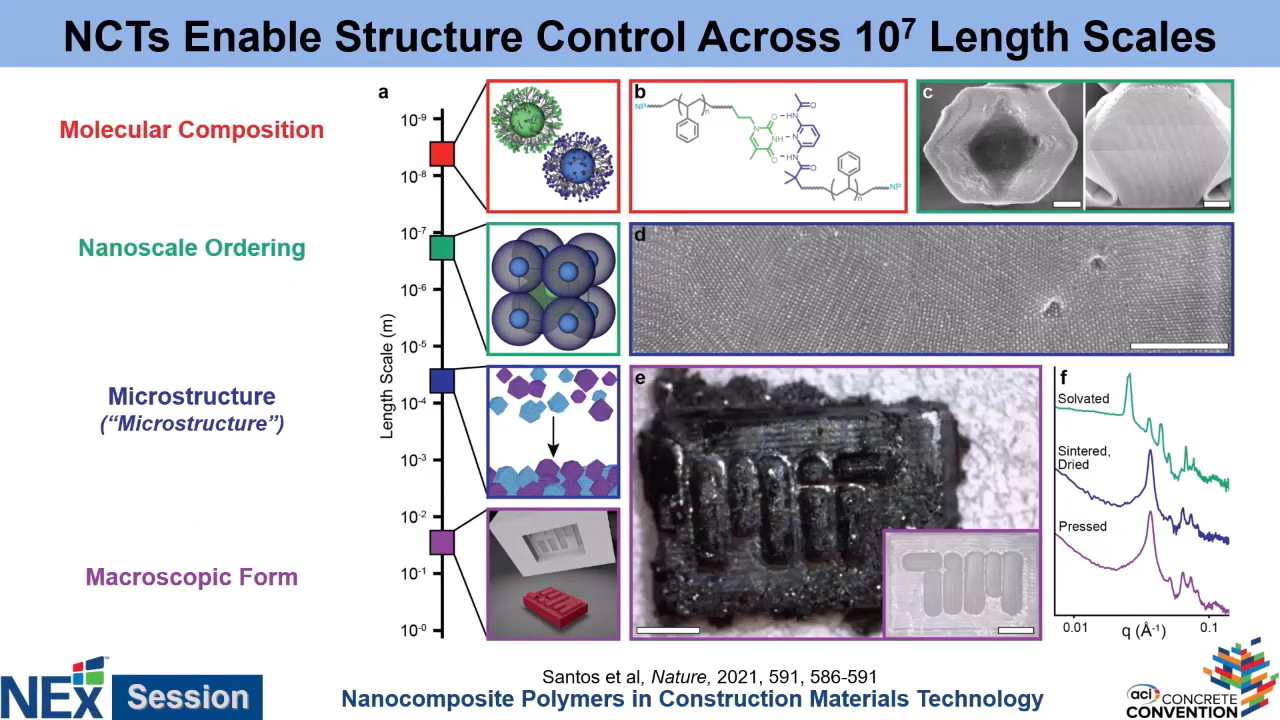 NCTs Enable Structure Control Across 10⁷ Length Scales
Molecular Composition
Nanoscale Ordering
Microstructure
(“Microstructure”)
Macroscopic Form
a
Length Scale (m)
10⁻⁹
10⁻⁸
10⁻⁷
10⁻⁶
10⁻⁵
10⁻⁴
10⁻³
10⁻²
10⁻¹
10⁻⁰
b
NP
n
O
HN
N
NH
N
O
O
HN
O
n
NP
c
d
e
f
Solvated
Sintered,
Dried
Pressed
0.01
q (Å⁻¹)
0.1
Santos et al, Nature, 2021, 591, 586-591
Nanocomposite Polymers in Construction Materials Technology
NEx
Session
aci
CONCRETE
CONVENTION